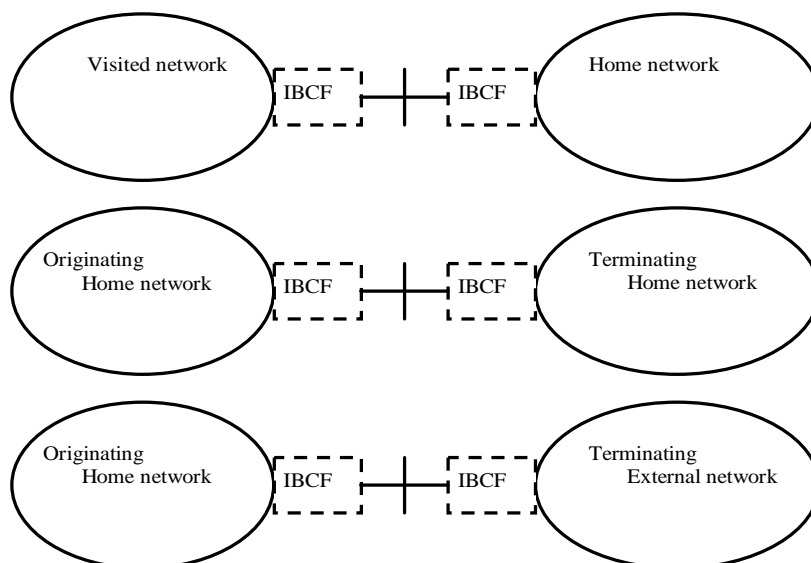 Visited network
IBCF
IBCF
Home network
Originating
Home network
IBCF
IBCF
Terminating
Home network
Originating
Home network
IBCF
IBCF
Terminating
External network